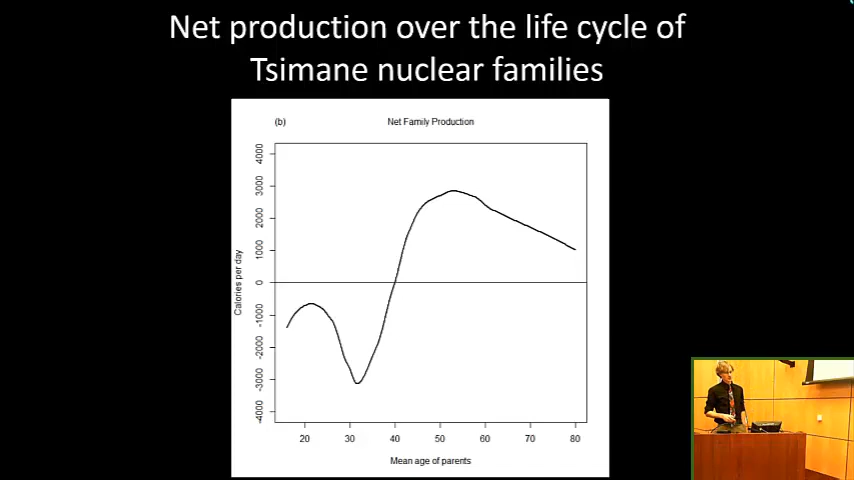 Net production over the life cycle of
Tsimane nuclear families
(b)
Net Family Production
4000
3000
2000
1000
0
-1000
-2000
-3000
-4000
Calories per day
20 30 40 50 60 70 80
Mean age of parents